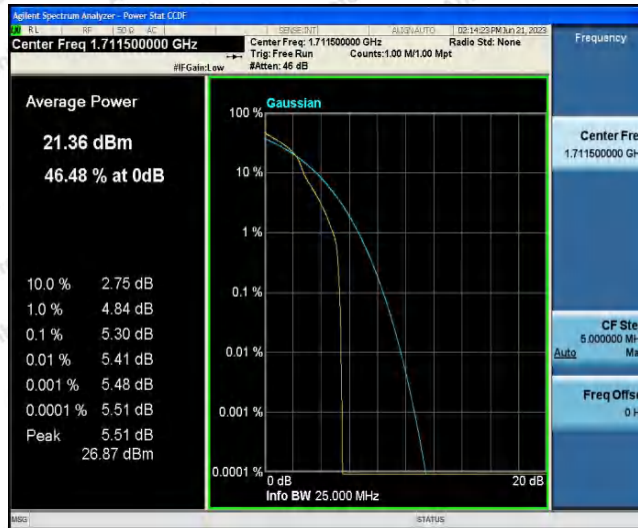 Agilent Spectrum Analyzer - Power Stat CCDF
RL RF 50 Ω AC SENSE:INT ALIGNAUTO 02:14:23 PM Jun 21, 2023
Center Freq 1.711500000 GHz
Center Freq: 1.711500000 GHz Radio Std: None
Trig: Free Run Counts:1.00 M/1.00 Mpt
#IFGain:Low #Atten: 46 dB
Frequency
Average Power
21.36 dBm
46.48 % at 0dB
10.0 % 2.75 dB
1.0 % 4.84 dB
0.1 % 5.30 dB
0.01 % 5.41 dB
0.001 % 5.48 dB
0.0001 % 5.51 dB
Peak 5.51 dB
26.87 dBm
Gaussian
100 %
10 %
1 %
0.1 %
0.01 %
0.001 %
0.0001 %
0 dB 20 dB
Info BW 25.000 MHz
Center Fre
1.711500000 GH
CF Ste
5.000000 MH
Auto Ma
Freq Offse
0 H
MSG STATUS